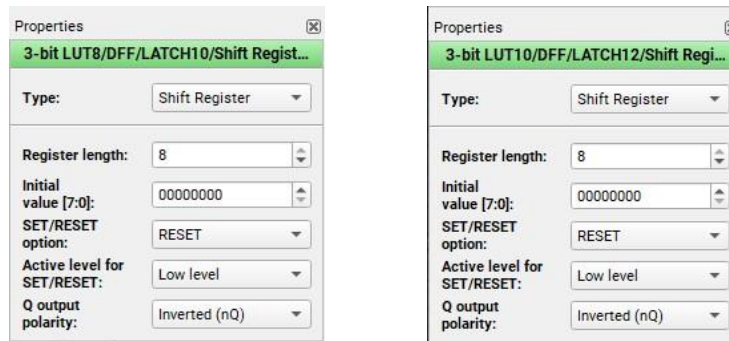 Properties
3-bit LUT8/DFF/LATCH10/Shift Regist...
Type:
Shift Register
Register length:
8
Initial
value [7:0]:
00000000
SET/RESET
option:
RESET
Active level for
SET/RESET:
Low level
Q output
polarity:
Inverted (nQ)
Properties
3-bit LUT10/DFF/LATCH12/Shift Regi...
Type:
Shift Register
Register length:
8
Initial
value [7:0]:
00000000
SET/RESET
option:
RESET
Active level for
SET/RESET:
Low level
Q output
polarity:
Inverted (nQ)